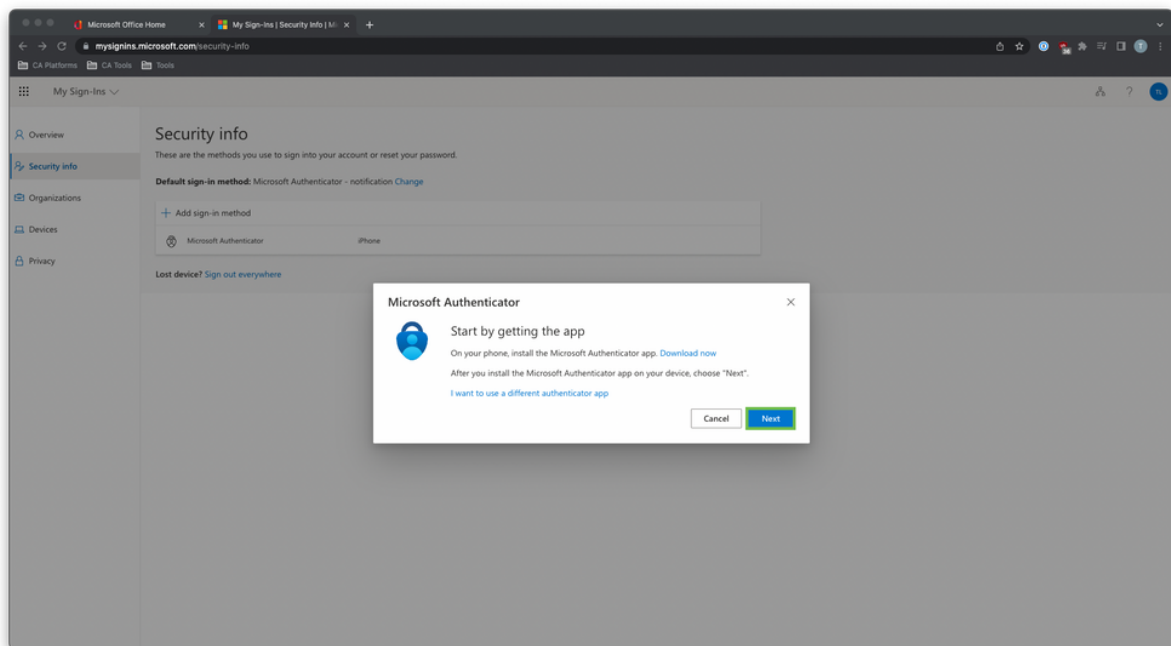 Microsoft Office Home
My Sign-Ins | Security Info | M
mysignins.microsoft.com/security-info
36
T
CA Platforms
CA Tools
Tools
My Sign-Ins
?
TL
Overview
Security info
Organizations
Devices
Privacy
Security info
These are the methods you use to sign into your account or reset your password.
Default sign-in method: Microsoft Authenticator - notification Change
Add sign-in method
Microsoft Authenticator iPhone
Lost device? Sign out everywhere
Microsoft Authenticator
Start by getting the app
On your phone, install the Microsoft Authenticator app. Download now
After you install the Microsoft Authenticator app on your device, choose "Next".
I want to use a different authenticator app
Cancel
Next